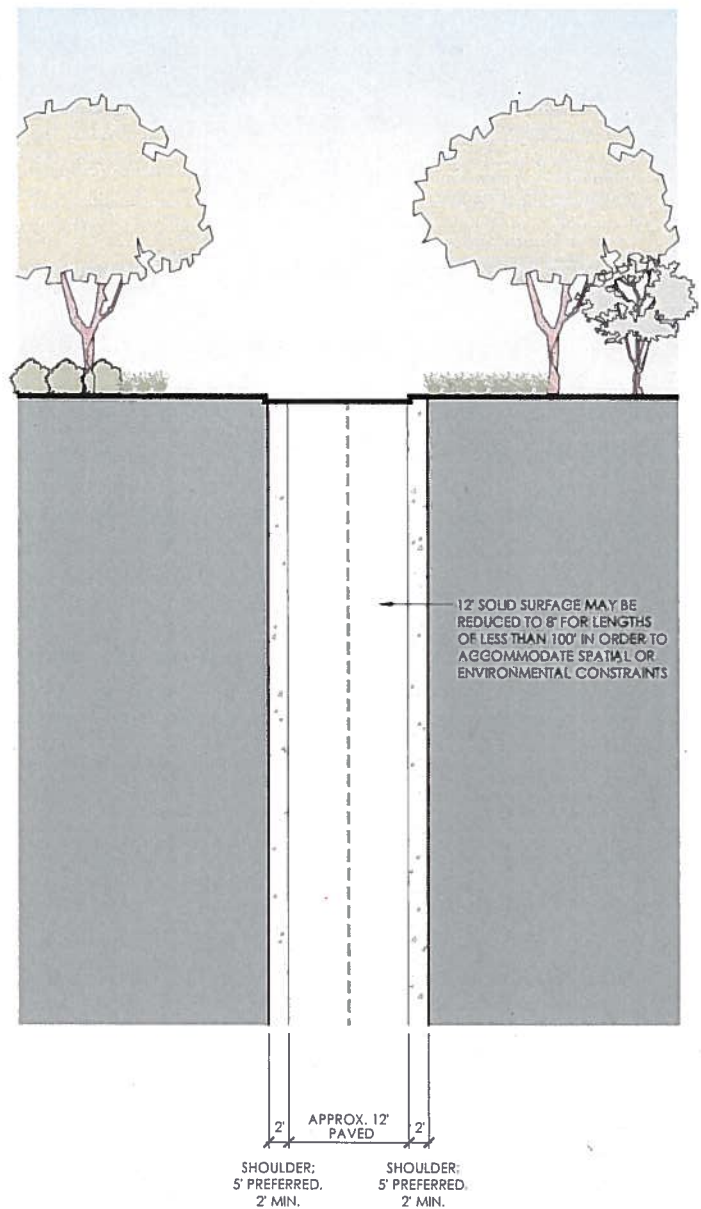 12' SOLID SURFACE MAY BE
REDUCED TO 8' FOR LENGTHS
OF LESS THAN 100' IN ORDER TO
ACCOMMODATE SPATIAL OR
ENVIRONMENTAL CONSTRAINTS
2'
APPROX. 12'
PAVED
2'
SHOULDER;
5' PREFERRED,
2' MIN.
SHOULDER;
5' PREFERRED,
2' MIN.